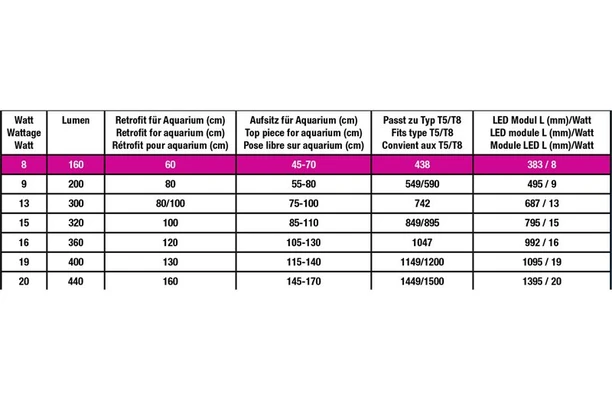 Watt Lumen Retrofit für Aquarium (cm) Aufsitz für Aquarium (cm) Passt zu Typ T5/T8 LED Modul L (mm)/Watt
Wattage Retrofit for aquarium (cm) Top piece for aquarium (cm) Fits type T5/T8 LED module L (mm)/Watt
Watt Rétrofit pour aquarium (cm) Pose libre sur aquarium (cm) Convient aux T5/T8 Module LED L (mm)/Watt
8 160 60 45-70 438 383 / 8
9 200 80 55-80 549/590 495 / 9
13 300 80/100 75-100 742 687 / 13
15 320 100 85-110 849/895 795 / 15
16 360 120 105-130 1047 992 / 16
19 400 130 115-140 1149/1200 1095 / 19
20 440 160 145-170 1449/1500 1395 / 20